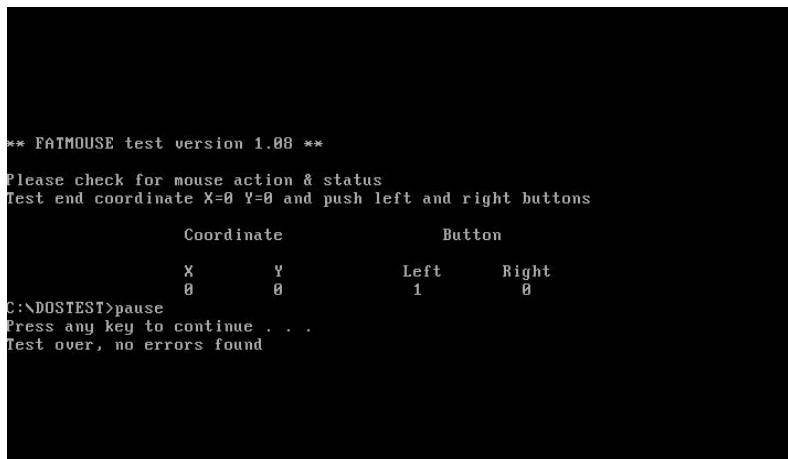 ** FATMOUSE test version 1.08 **
Please check for mouse action & status
Test end coordinate X=0 Y=0 and push left and right buttons
Coordinate Button
X Y Left Right
0 0 1 0
C:\DOSTEST>pause
Press any key to continue . . .
Test over, no errors found